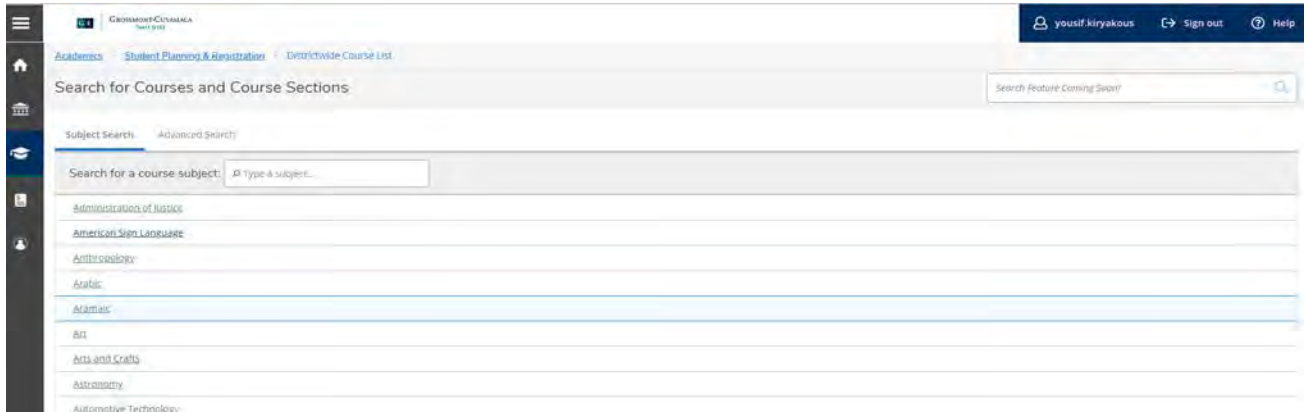 GROSSMONT-CUYAMACA
yousif.kiryakous
Sign out
Help
Academics
Student Planning & Registration
Districtwide Course List
Search for Courses and Course Sections
Search Feature Coming Soon!
Subject Search
Advanced Search
Search for a course subject:
Type a subject...
Administration of Justice
American Sign Language
Anthropology
Arabic
Aramaic
Art
Arts and Crafts
Astronomy
Automotive Technology